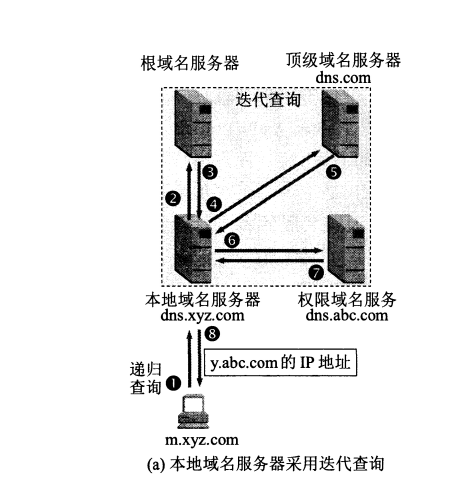 根域名服务器
顶级域名服务器
dns.com
迭代查询
❸
❷
❹
❺
❻
❼
本地域名服务器
dns.xyz.com
权限域名服务
dns.abc.com
❽
y.abc.com 的 IP 地址
递归
查询
❶
m.xyz.com
(a) 本地域名服务器采用迭代查询